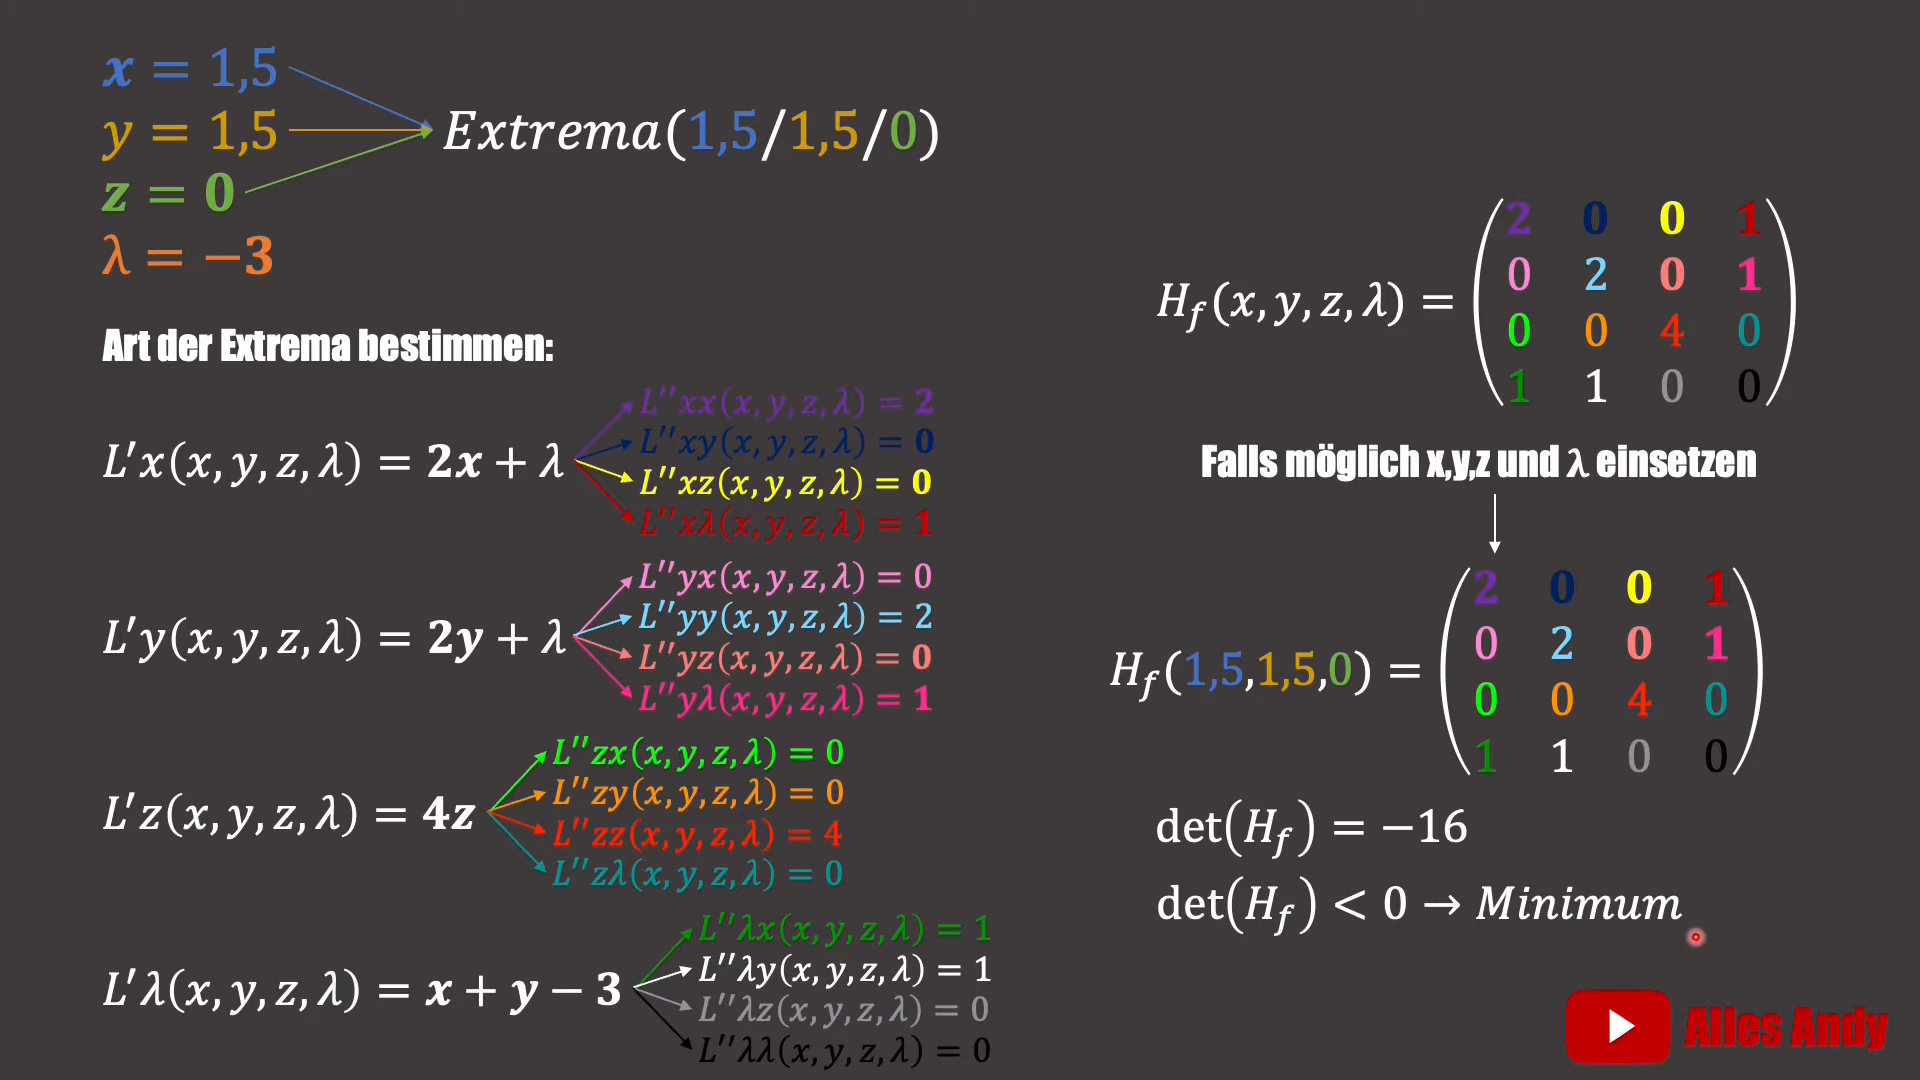 x = 1,5
y = 1,5
z = 0
λ = −3
Extrema(1,5/1,5/0)
Art der Extrema bestimmen:
L′x(x, y, z, λ) = 2x + λ
L′′xx(x, y, z, λ) = 2
L′′xy(x, y, z, λ) = 0
L′′xz(x, y, z, λ) = 0
L′′xλ(x, y, z, λ) = 1
L′y(x, y, z, λ) = 2y + λ
L′′yx(x, y, z, λ) = 0
L′′yy(x, y, z, λ) = 2
L′′yz(x, y, z, λ) = 0
L′′yλ(x, y, z, λ) = 1
L′z(x, y, z, λ) = 4z
L′′zx(x, y, z, λ) = 0
L′′zy(x, y, z, λ) = 0
L′′zz(x, y, z, λ) = 4
L′′zλ(x, y, z, λ) = 0
L′λ(x, y, z, λ) = x + y − 3
L′′λx(x, y, z, λ) = 1
L′′λy(x, y, z, λ) = 1
L′′λz(x, y, z, λ) = 0
L′′λλ(x, y, z, λ) = 0
H_f(x, y, z, λ) =
2 0 0 1
0 2 0 1
0 0 4 0
1 1 0 0
Falls möglich x,y,z und λ einsetzen
H_f(1,5,1,5,0) =
2 0 0 1
0 2 0 1
0 0 4 0
1 1 0 0
det(H_f) = −16
det(H_f) < 0 → Minimum
Alles Andy